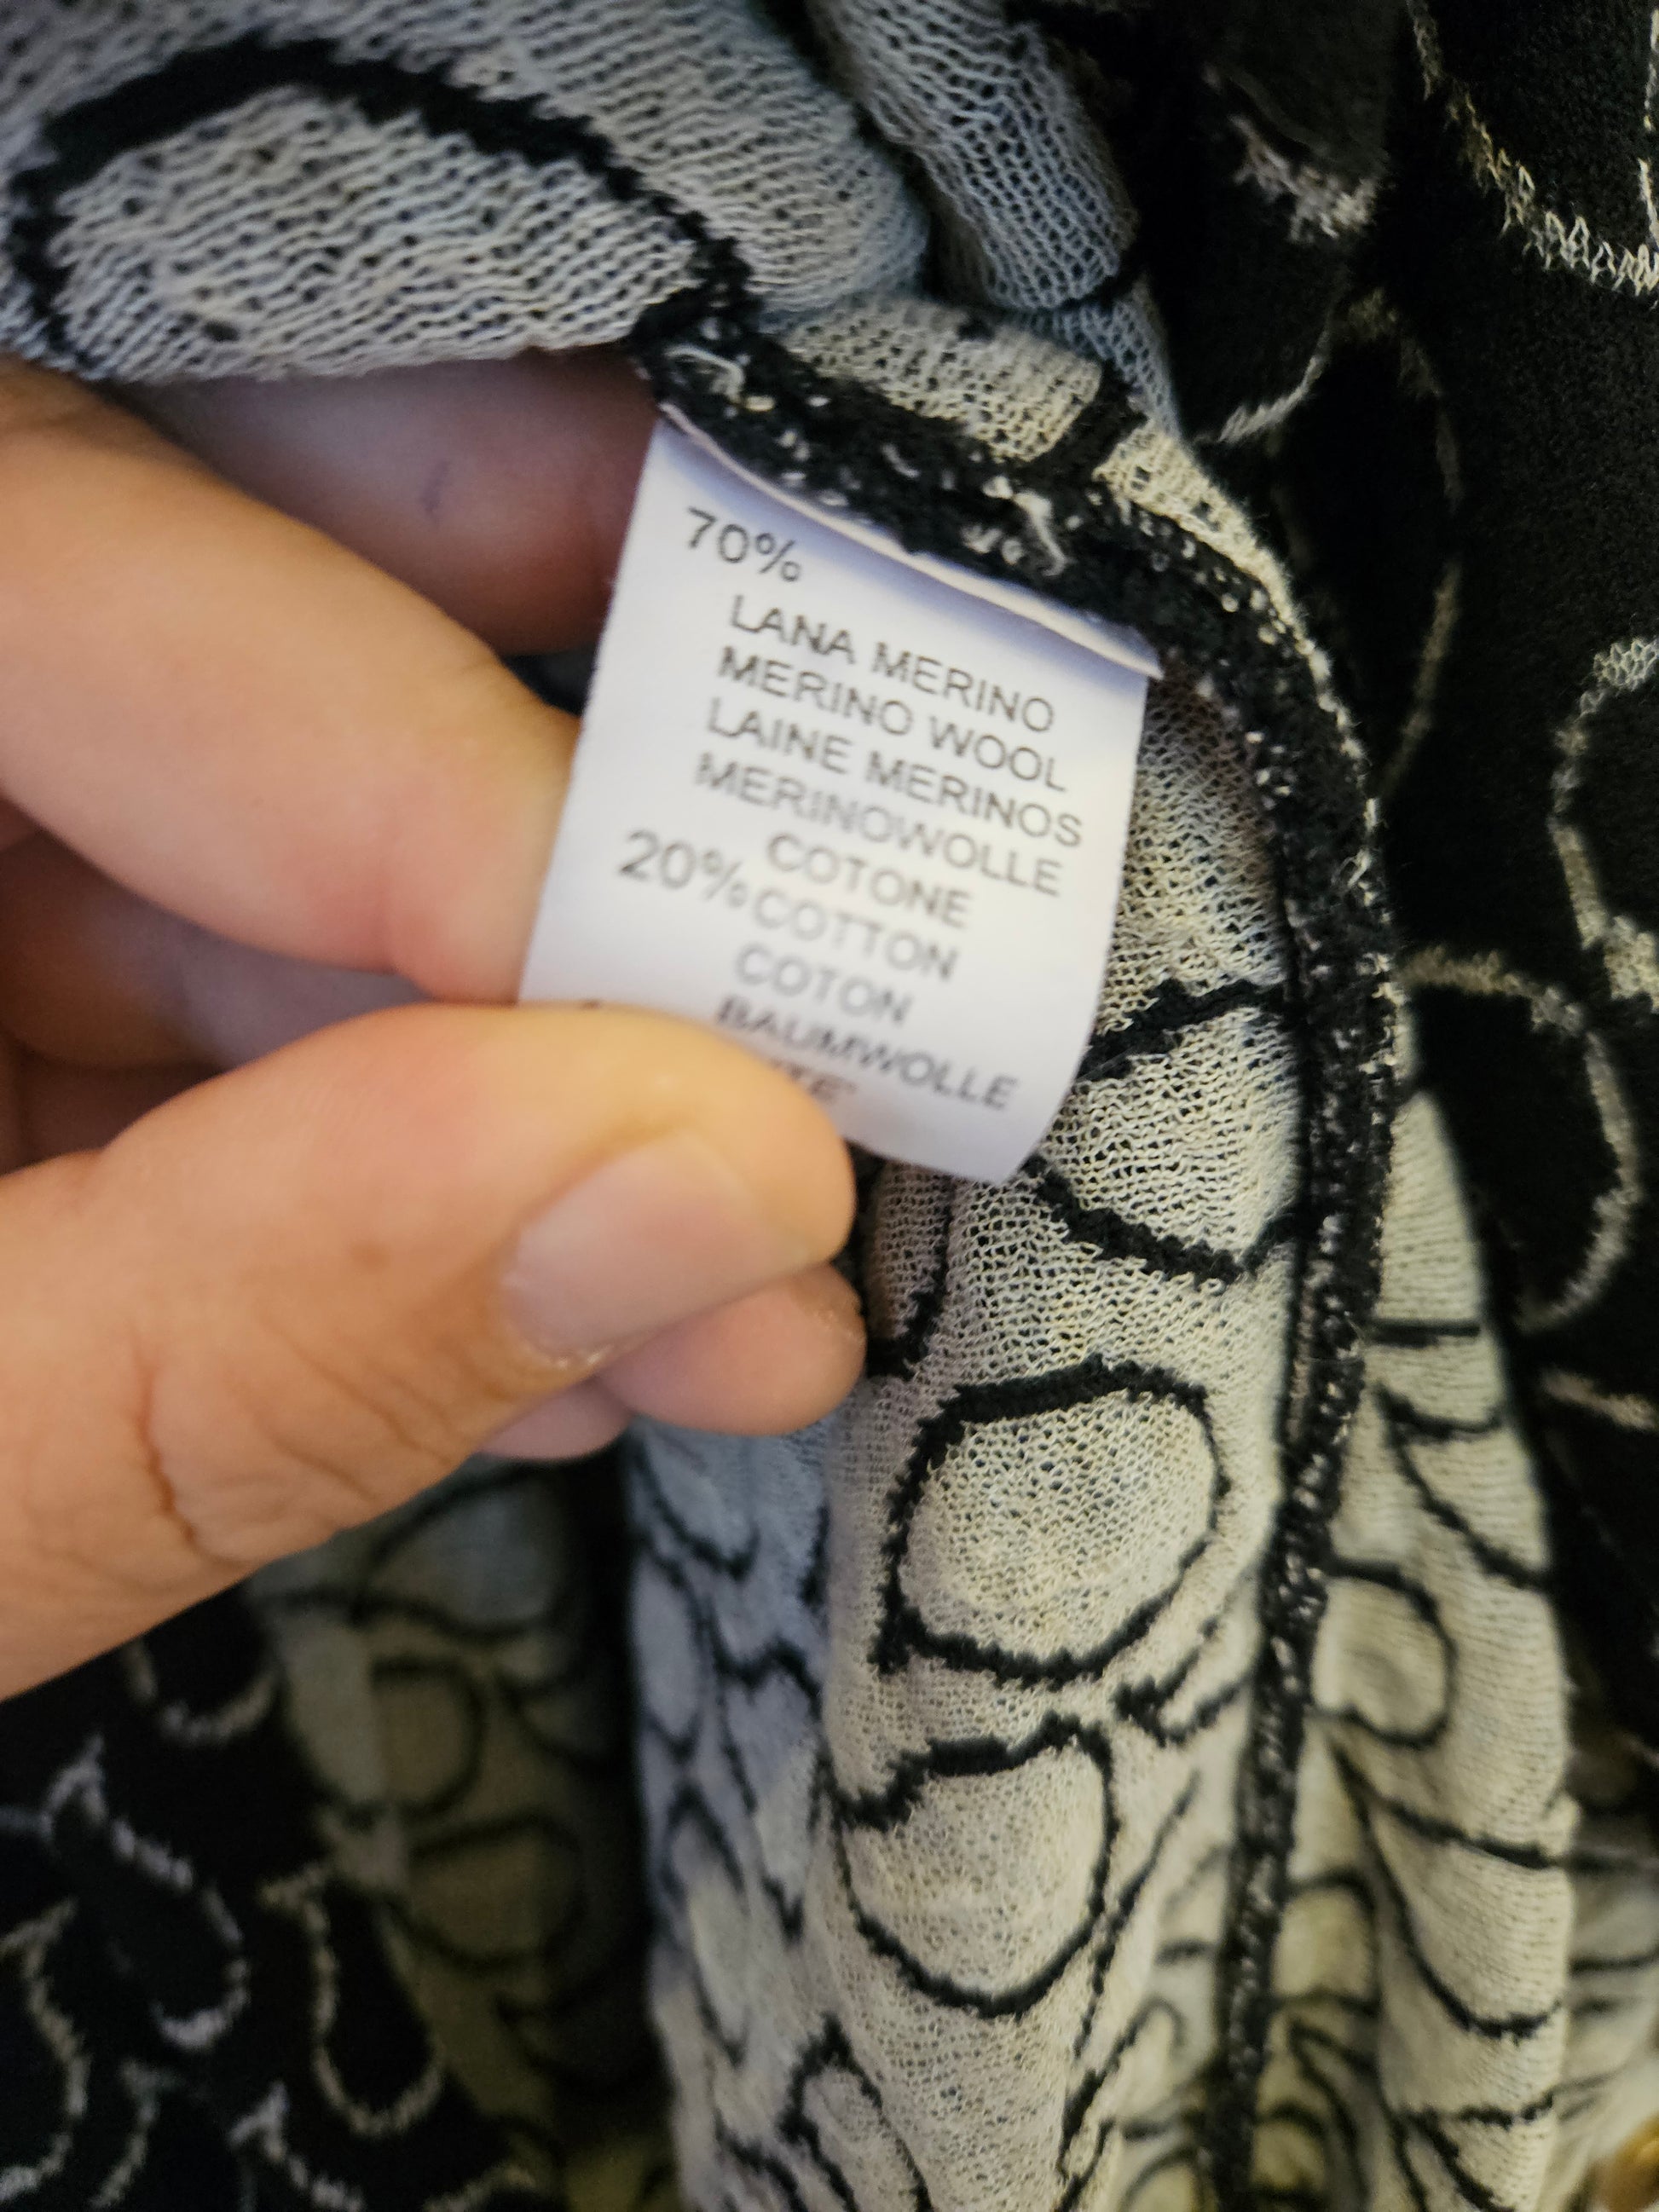 70%
LANA MERINO
MERINO WOOL
LAINE MERINOS
MERINOWOLLE
COTONE
20% COTTON
COTON
BAUMWOLLE